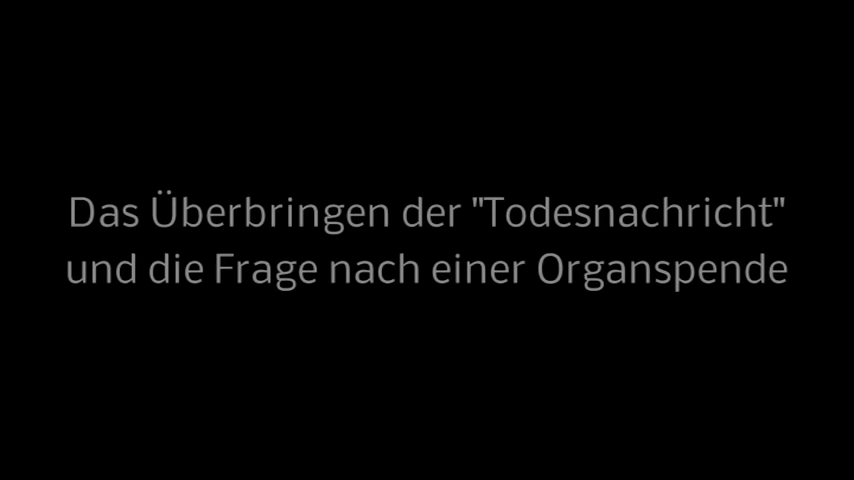 Das Überbringen der "Todesnachricht"
und die Frage nach einer Organspende